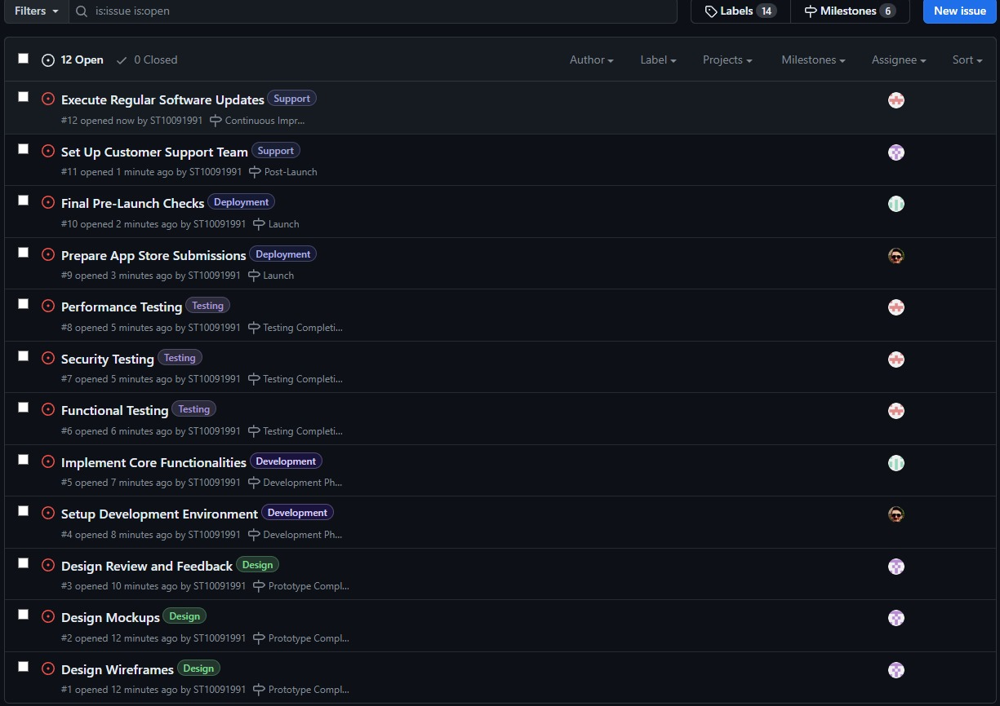 Filters is:issue is:open Labels 14 Milestones 6 New issue
12 Open 0 Closed Author Label Projects Milestones Assignee Sort
Execute Regular Software Updates Support
#12 opened now by ST10091991 Continuous Impr...
Set Up Customer Support Team Support
#11 opened 1 minute ago by ST10091991 Post-Launch
Final Pre-Launch Checks Deployment
#10 opened 2 minutes ago by ST10091991 Launch
Prepare App Store Submissions Deployment
#9 opened 3 minutes ago by ST10091991 Launch
Performance Testing Testing
#8 opened 5 minutes ago by ST10091991 Testing Completi...
Security Testing Testing
#7 opened 5 minutes ago by ST10091991 Testing Completi...
Functional Testing Testing
#6 opened 6 minutes ago by ST10091991 Testing Completi...
Implement Core Functionalities Development
#5 opened 7 minutes ago by ST10091991 Development Ph...
Setup Development Environment Development
#4 opened 8 minutes ago by ST10091991 Development Ph...
Design Review and Feedback Design
#3 opened 10 minutes ago by ST10091991 Prototype Compl...
Design Mockups Design
#2 opened 12 minutes ago by ST10091991 Prototype Compl...
Design Wireframes Design
#1 opened 12 minutes ago by ST10091991 Prototype Compl...